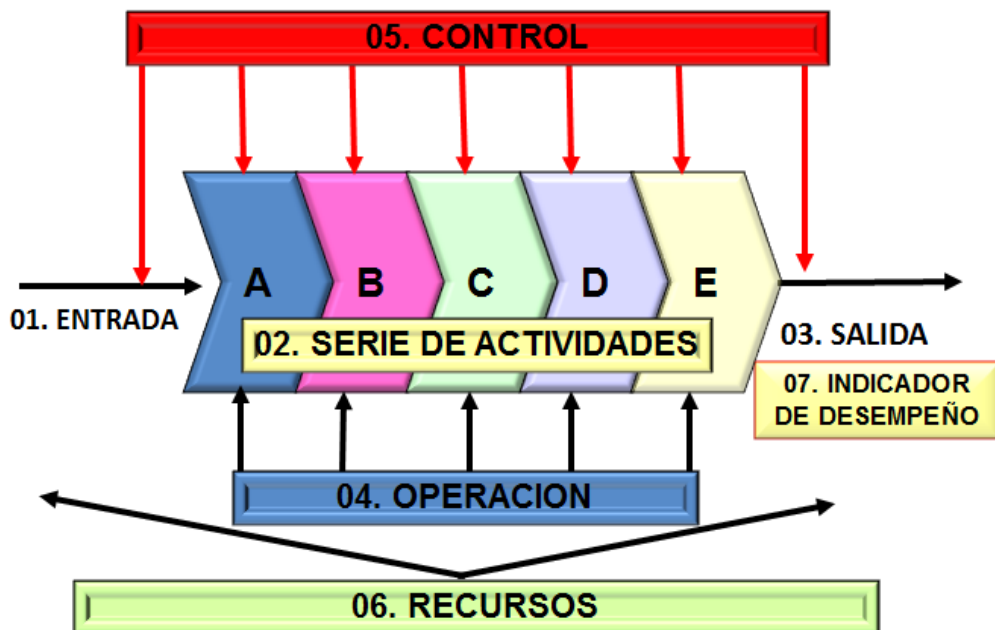 05. CONTROL
A
B
C
D
E
01. ENTRADA
02. SERIE DE ACTIVIDADES
03. SALIDA
07. INDICADOR
DE DESEMPEÑO
04. OPERACION
06. RECURSOS